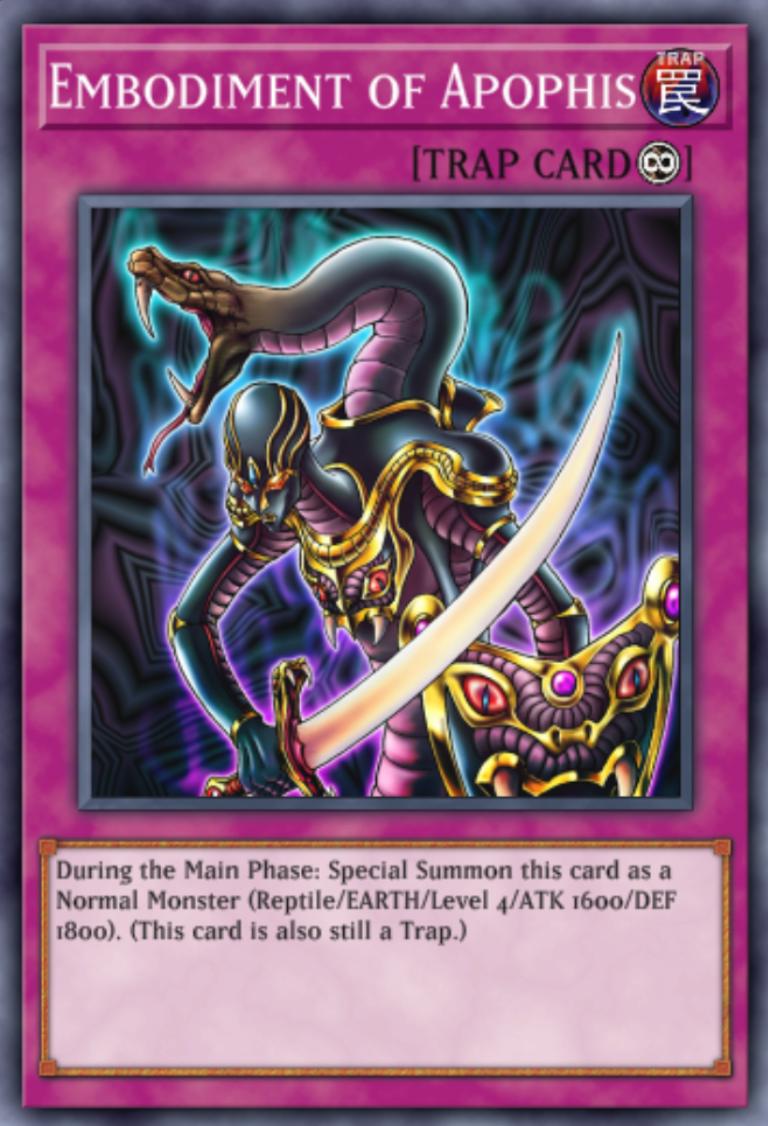 EMBODIMENT OF APOPHIS
TRAP
罠
[TRAP CARD]
During the Main Phase: Special Summon this card as a
Normal Monster (Reptile/EARTH/Level 4/ATK 1600/DEF
1800). (This card is also still a Trap.)